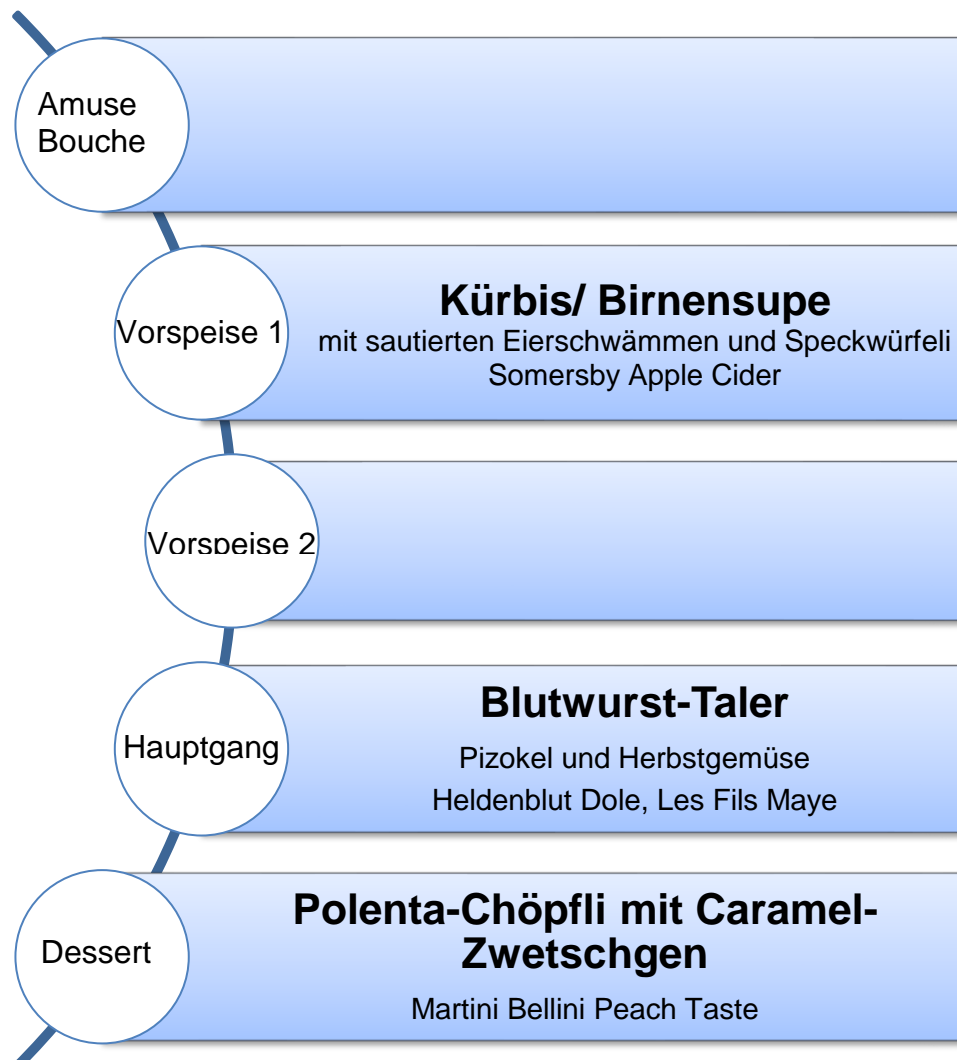 Amuse
Bouche
Vorspeise 1
Kürbis/ Birnensupe
mit sautierten Eierschwämmen und Speckwürfeli
Somersby Apple Cider
Vorspeise 2
Hauptgang
Blutwurst-Taler
Pizokel und Herbstgemüse
Heldenblut Dole, Les Fils Maye
Dessert
Polenta-Chöpfli mit Caramel-
Zwetschgen
Martini Bellini Peach Taste